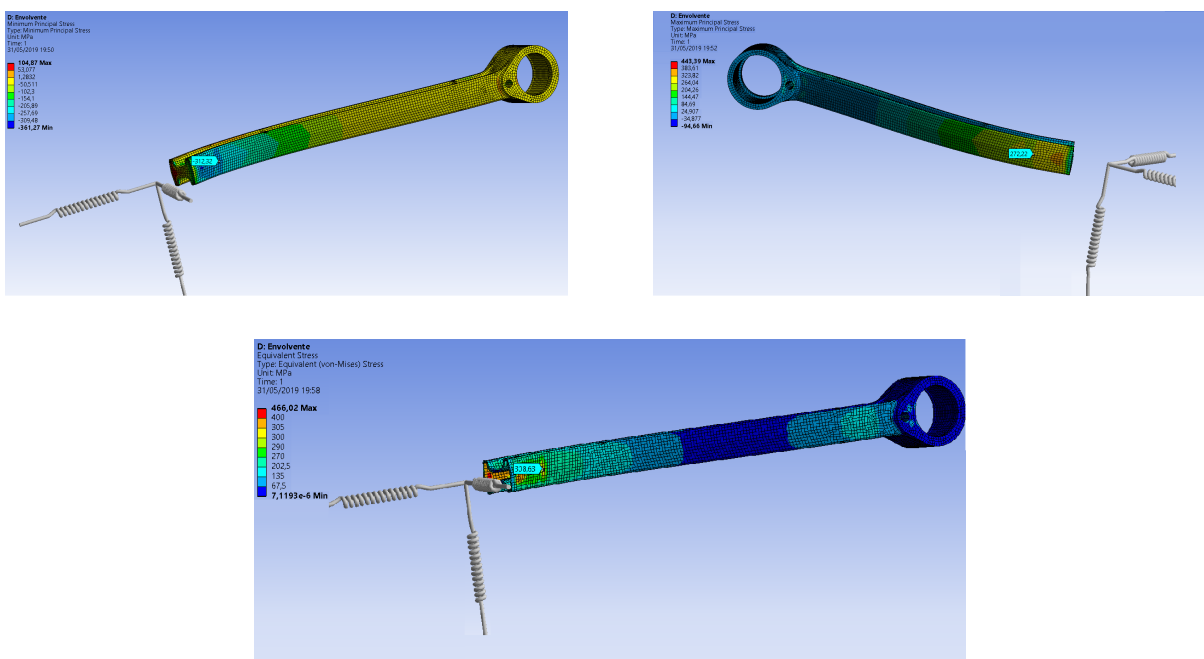 D: Envolvente
Minimum Principal Stress
Type: Minimum Principal Stress
Unit: MPa
Time: 1
31/05/2019 19:50
104,87 Max
53,077
1,2832
-50,511
-102,3
-154,1
-205,89
-257,69
-309,48
-361,27 Min
D: Envolvente
Maximum Principal Stress
Type: Maximum Principal Stress
Unit: MPa
Time: 1
31/05/2019 19:52
443,39 Max
383,61
323,82
264,04
204,26
144,47
84,69
24,907
-34,877
-94,66 Min
272,22
D: Envolvente
Equivalent Stress
Type: Equivalent (von-Mises) Stress
Unit: MPa
Time: 1
31/05/2019 19:58
466,02 Max
400
305
300
290
270
202,5
135
67,5
7,1193e-6 Min